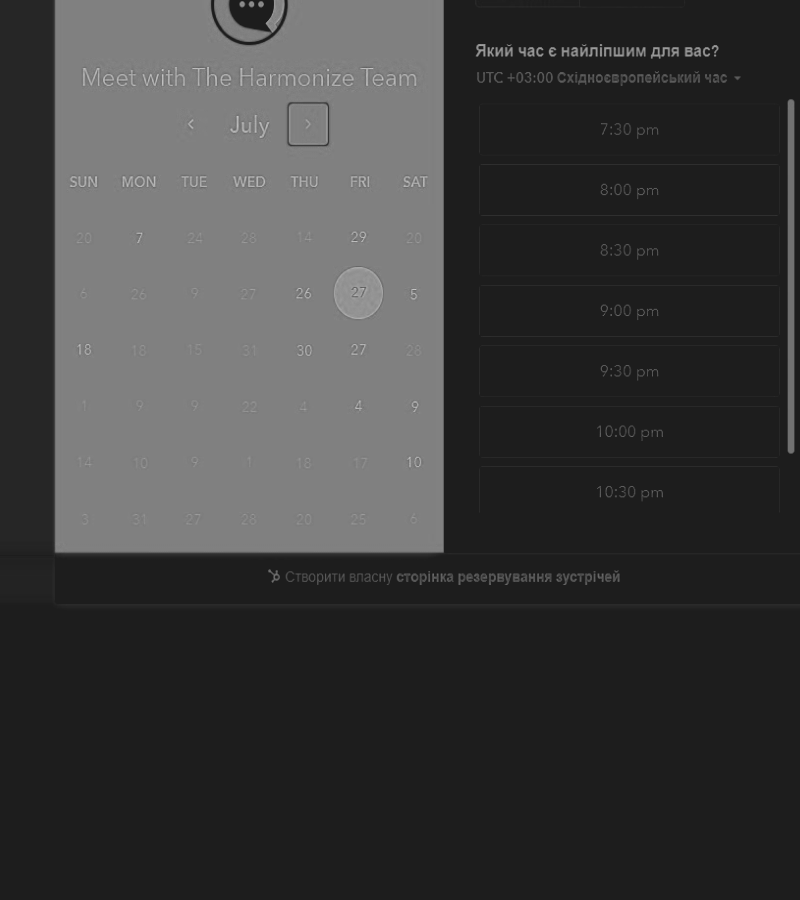 Meet with The Harmonize Team
July
SUN MON TUE WED THU FRI SAT
20 7 24 28 14 29 20
6 26 9 27 26 27 5
18 18 15 31 30 27 28
1 9 9 22 4 4 9
14 10 9 1 18 17 10
3 31 27 28 20 25 6
Який час є найліпшим для вас?
UTC +03:00 Східноєвропейський час
7:30 pm
8:00 pm
8:30 pm
9:00 pm
9:30 pm
10:00 pm
10:30 pm
Створити власну сторінка резервування зустрічей